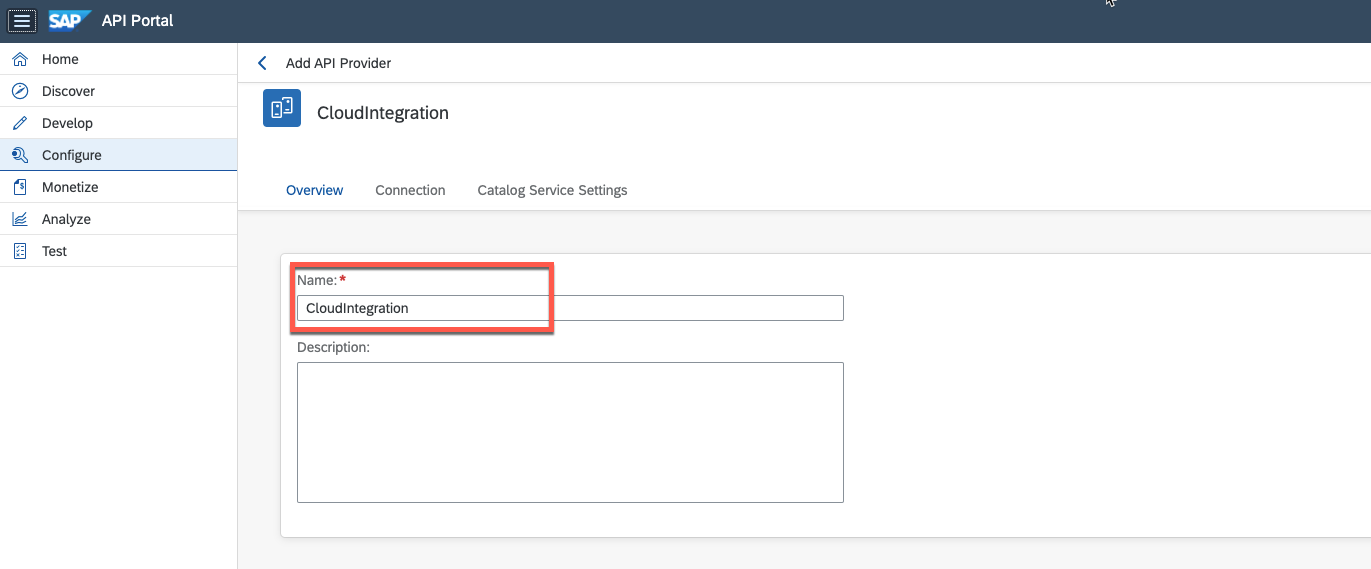 SAP API Portal
Home
Discover
Develop
Configure
Monetize
Analyze
Test
Add API Provider
CloudIntegration
Overview Connection Catalog Service Settings
Name:*
CloudIntegration
Description: